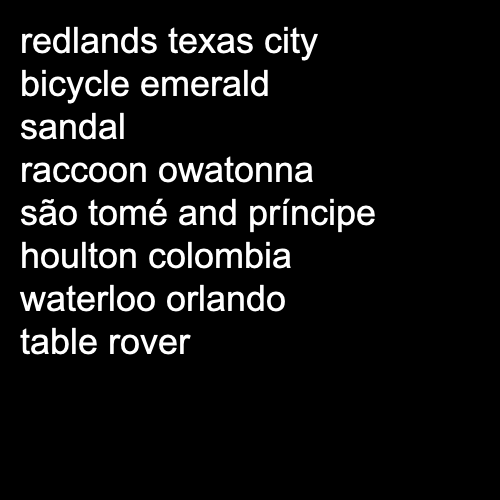 redlands texas city
bicycle emerald
sandal
raccoon owatonna
são tomé and príncipe
houlton colombia
waterloo orlando
table rover